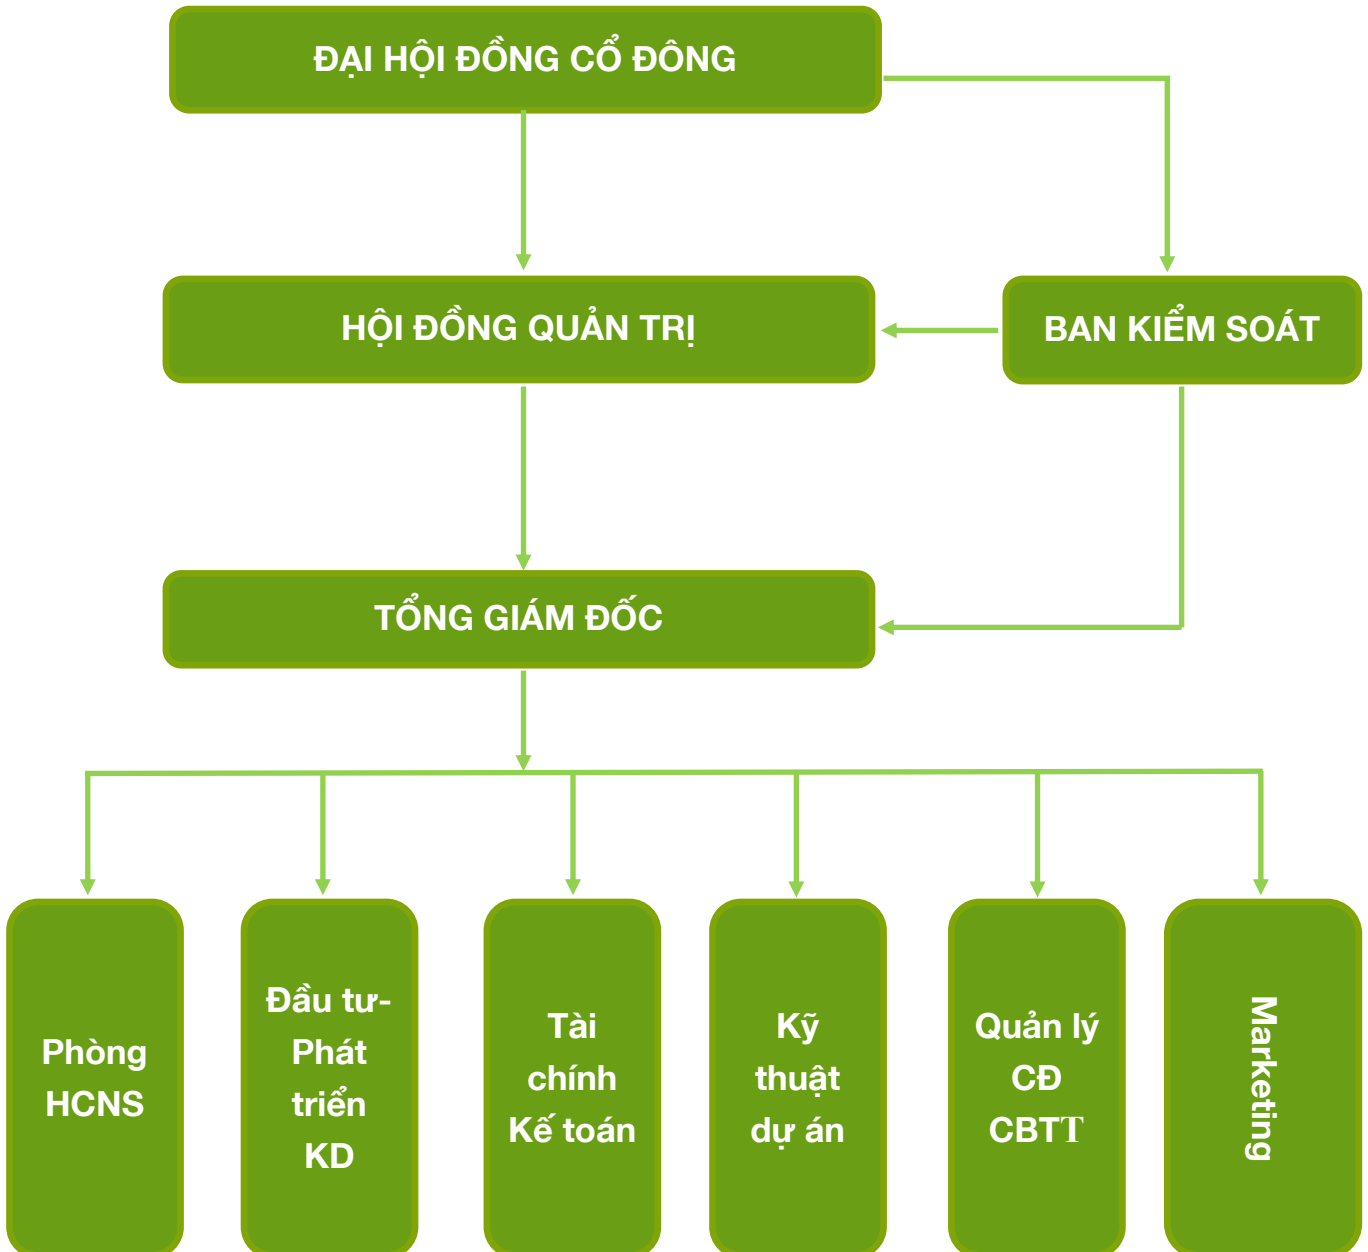 ĐẠI HỘI ĐỒNG CỔ ĐÔNG
HỘI ĐỒNG QUẢN TRỊ
BAN KIỂM SOÁT
TỔNG GIÁM ĐỐC
Phòng
HCNS
Đầu tư-
Phát
triển
KD
Tài
chính
Kế toán
Kỹ
thuật
dự án
Quản lý
CĐ
CBTT
Marketing